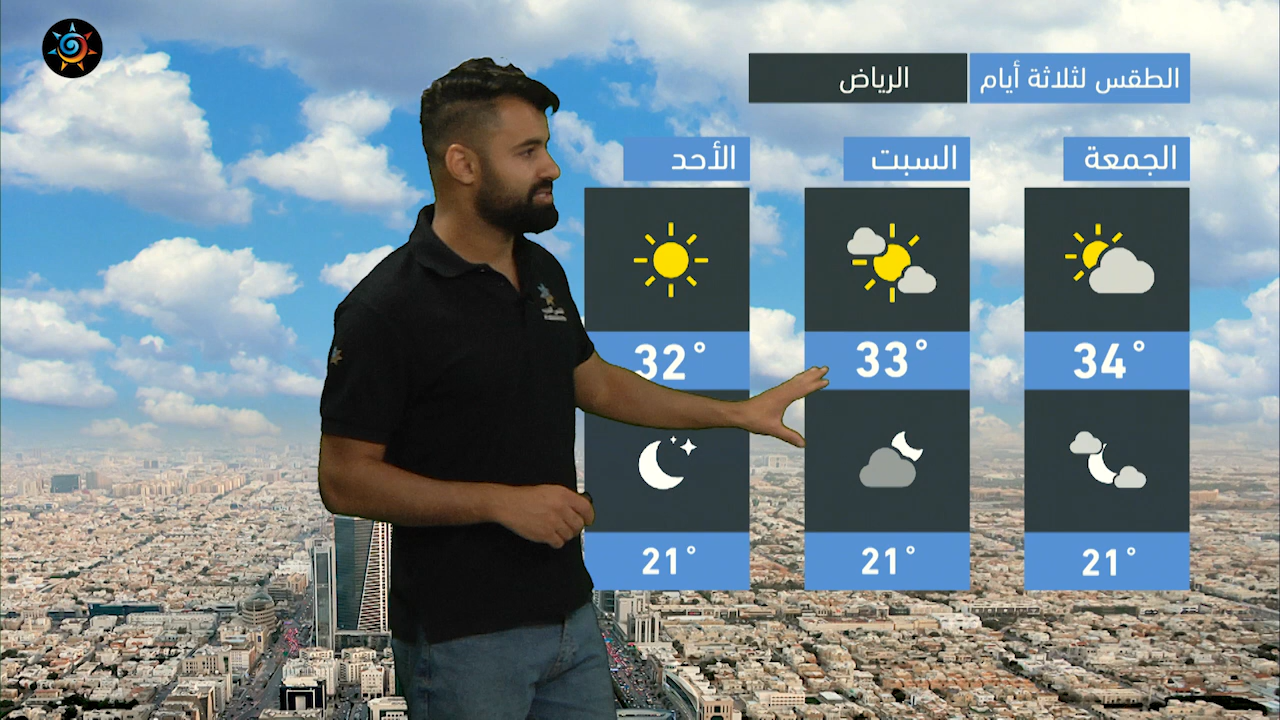 الطقس لثلاثة أيام
الرياض
الجمعة
السبت
الأحد
34°
33°
32°
21°
21°
21°